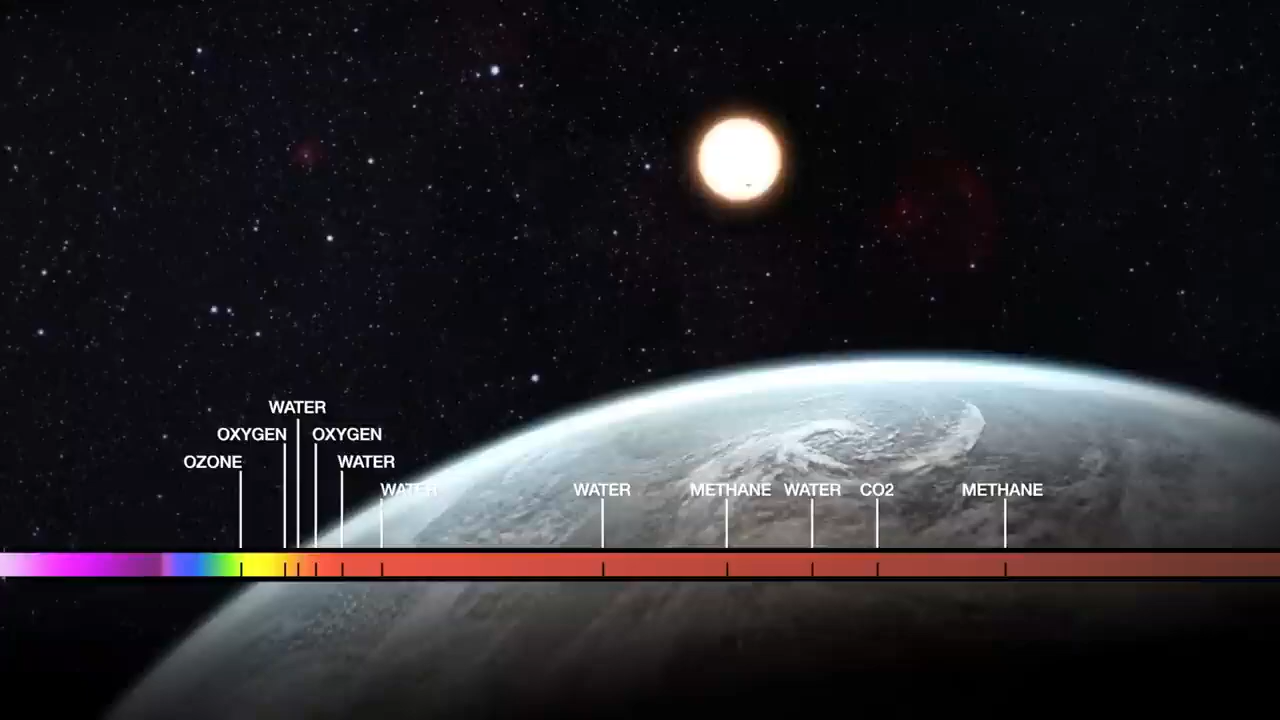 WATER
OXYGEN OXYGEN
OZONE WATER
WATER WATER METHANE WATER CO2 METHANE